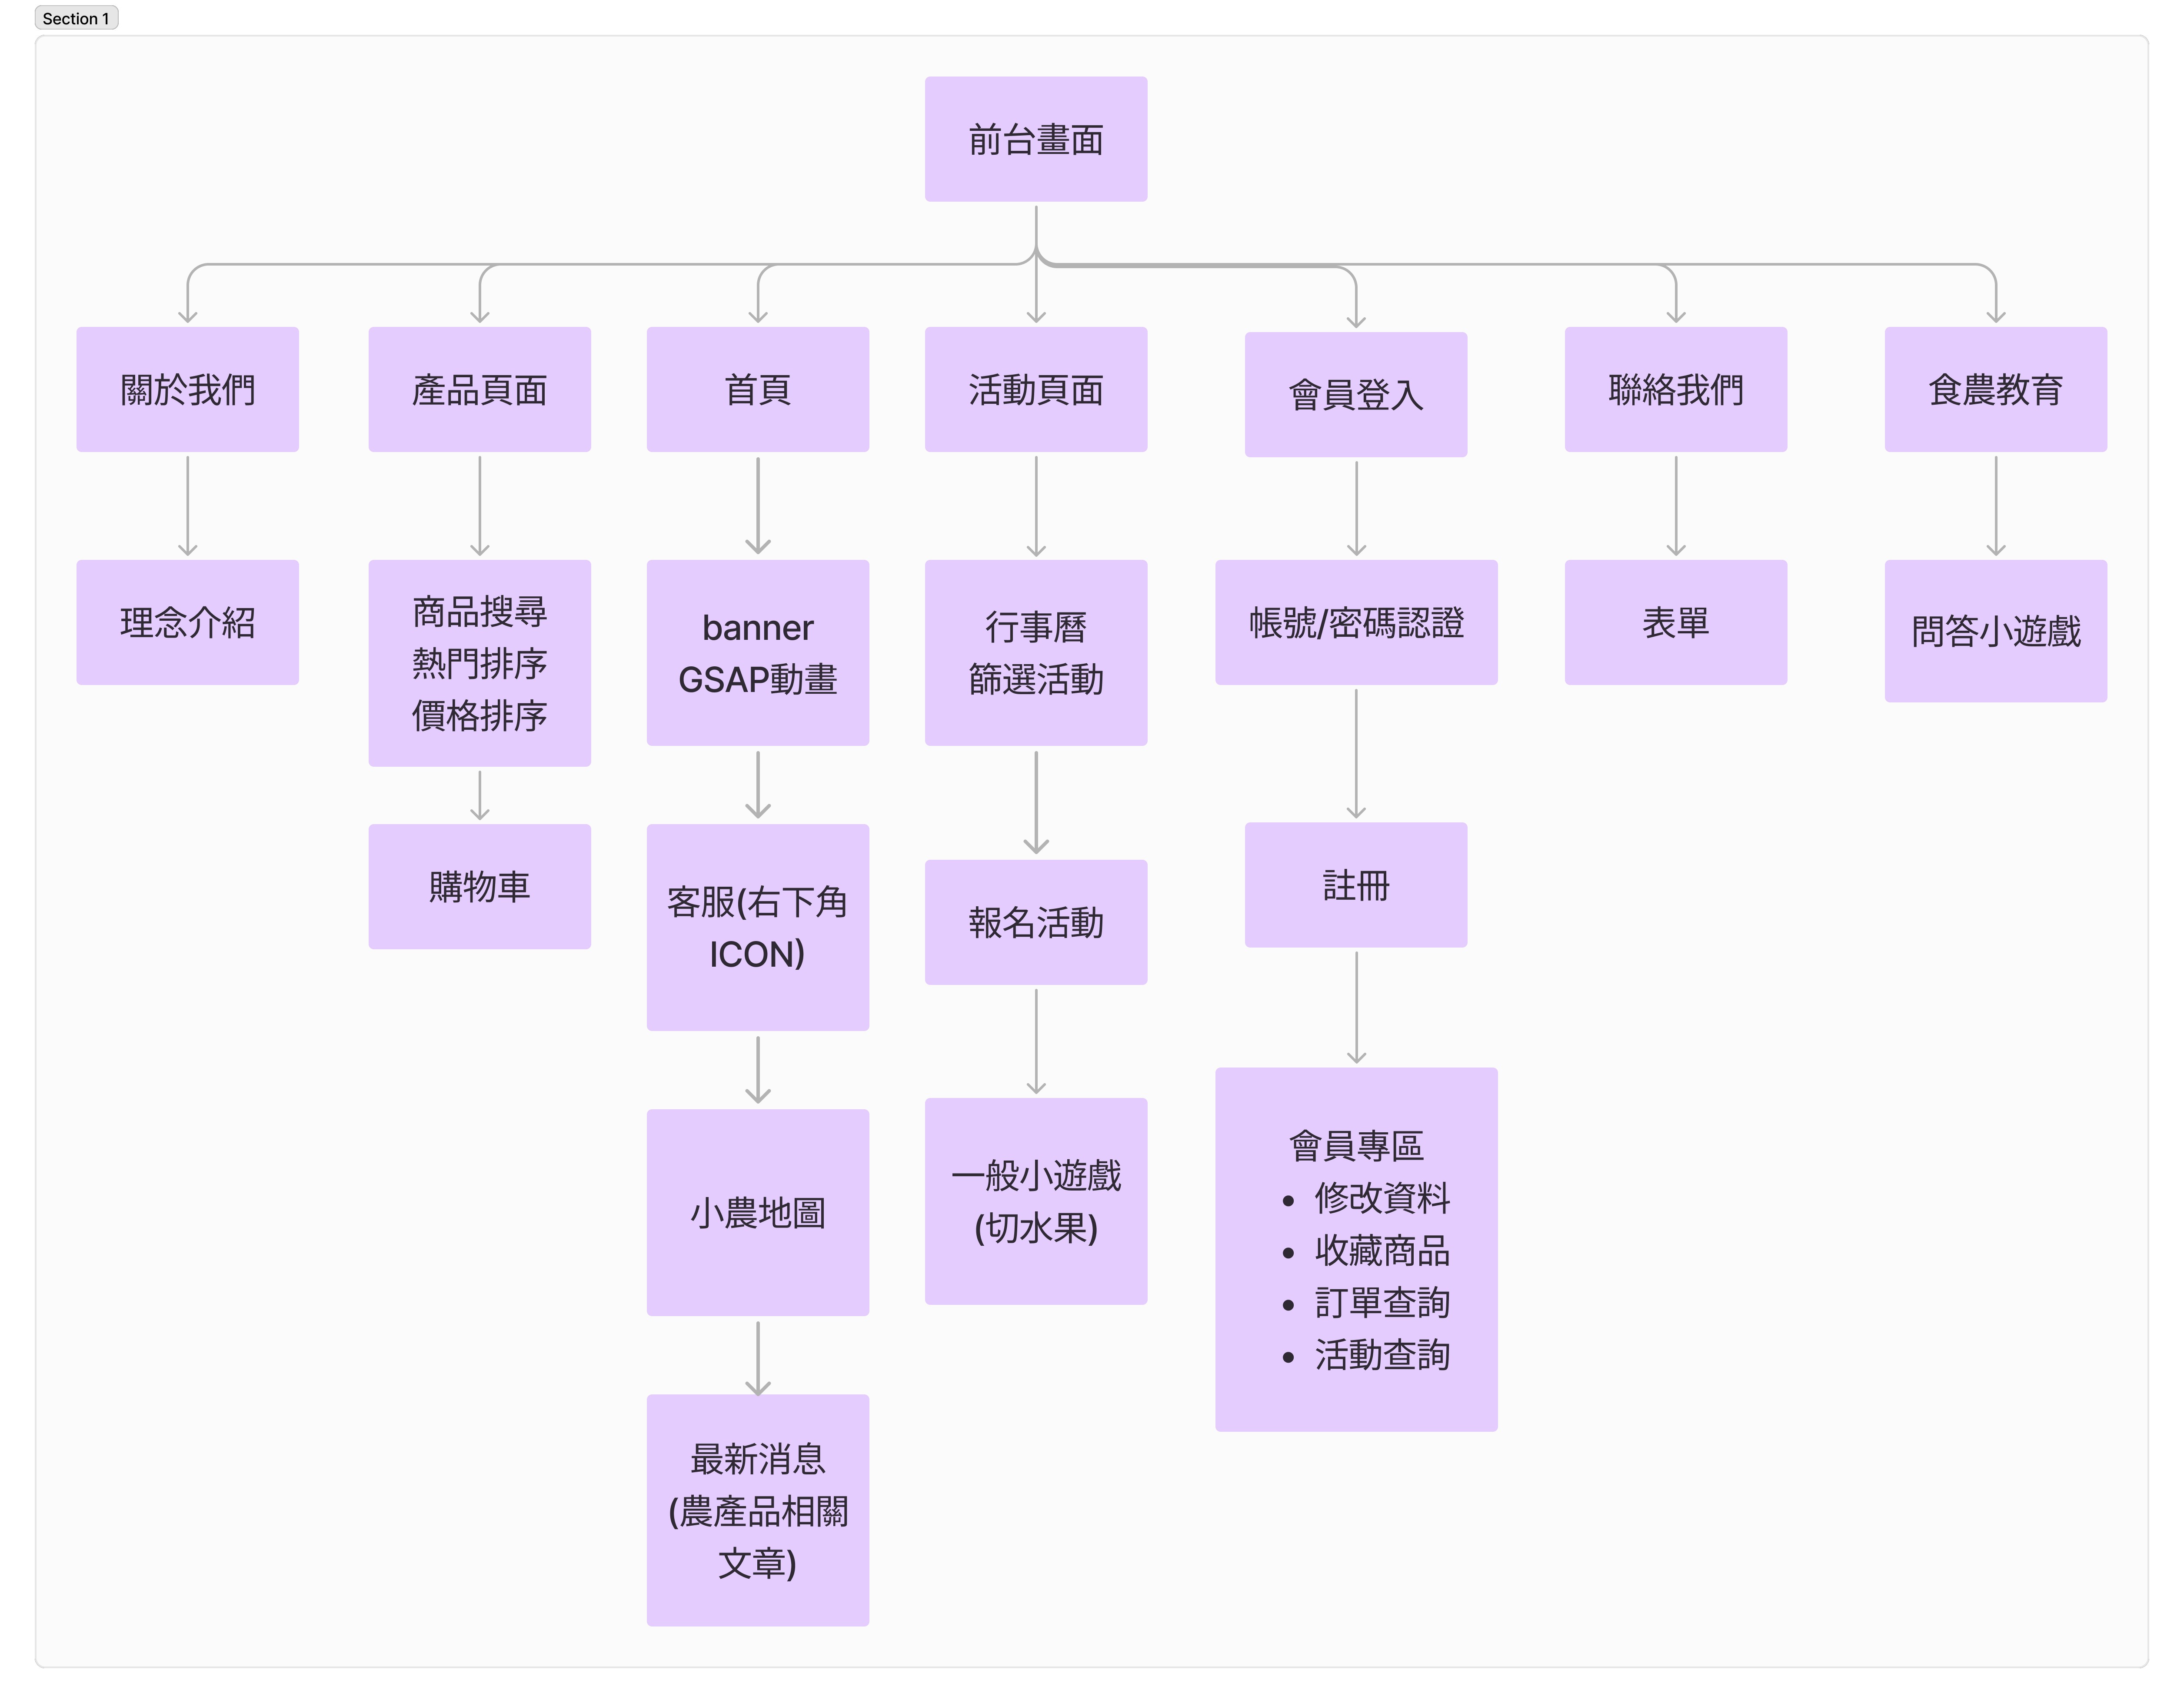 Section 1
前台畫面
關於我們
產品頁面
首頁
活動頁面
會員登入
聯絡我們
食農教育
理念介紹
商品搜尋
熱門排序
價格排序
banner
GSAP動畫
行事曆
篩選活動
帳號/密碼認證
表單
問答小遊戲
購物車
客服(右下角
ICON)
報名活動
註冊
小農地圖
一般小遊戲
(切水果)
會員專區
• 修改資料
• 收藏商品
• 訂單查詢
• 活動查詢
最新消息
(農產品相關
文章)